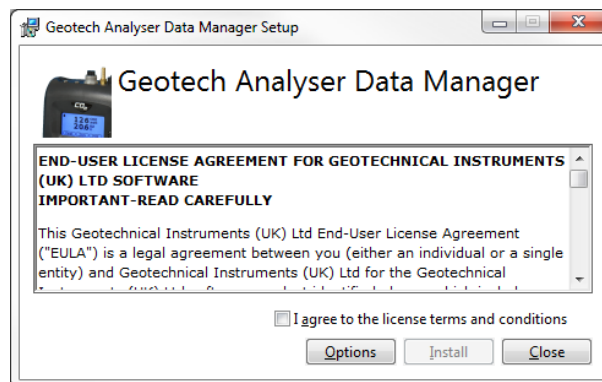 Geotech Analyser Data Manager Setup
Geotech Analyser Data Manager
END-USER LICENSE AGREEMENT FOR GEOTECHNICAL INSTRUMENTS
(UK) LTD SOFTWARE
IMPORTANT-READ CAREFULLY
This Geotechnical Instruments (UK) Ltd End-User License Agreement
("EULA") is a legal agreement between you (either an individual or a single
entity) and Geotechnical Instruments (UK) Ltd for the Geotechnical
I agree to the license terms and conditions
Options Install Close